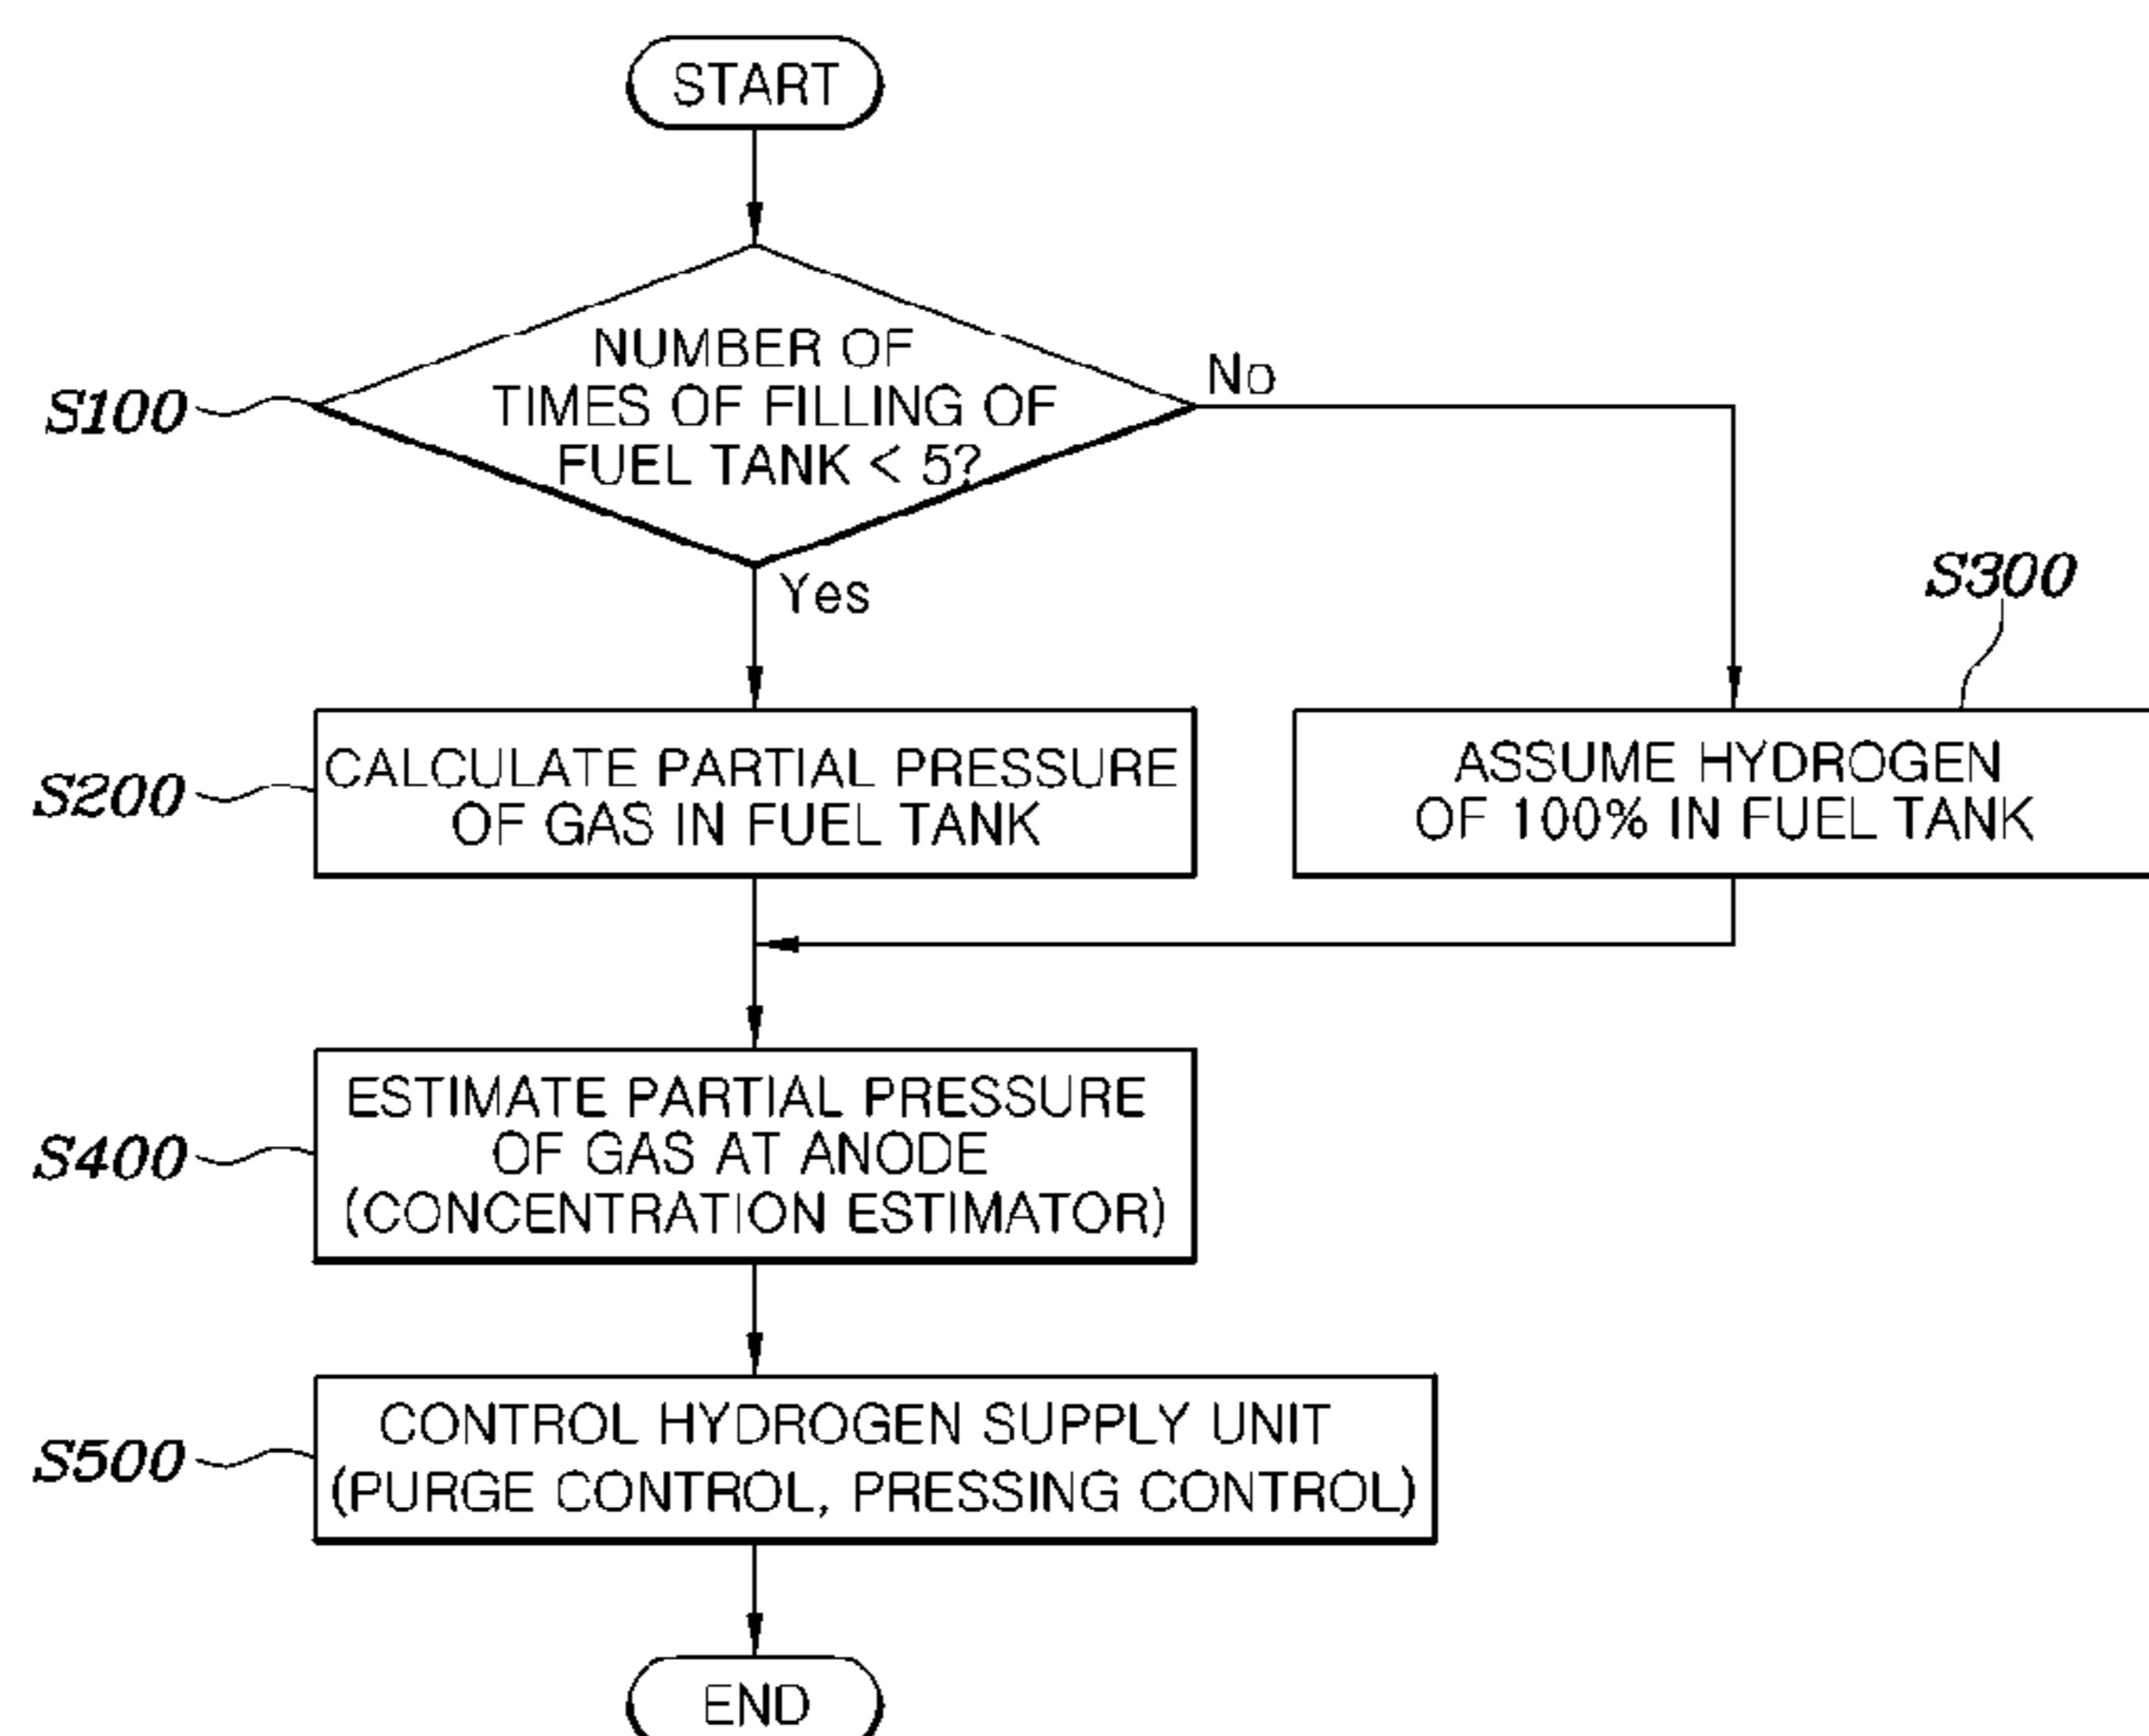 START
NUMBER OF
TIMES OF FILLING OF
FUEL TANK < 5?
S100
No
Yes
S300
S200
CALCULATE PARTIAL PRESSURE
OF GAS IN FUEL TANK
ASSUME HYDROGEN
OF 100% IN FUEL TANK
S400
ESTIMATE PARTIAL PRESSURE
OF GAS AT ANODE
(CONCENTRATION ESTIMATOR)
S500
CONTROL HYDROGEN SUPPLY UNIT
(PURGE CONTROL, PRESSING CONTROL)
END